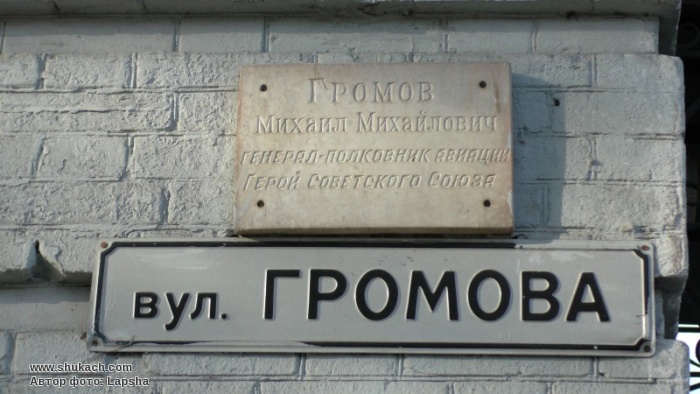 Громов
Михаил Михайлович
генерал-полковник авиации
Герой Советского Союза
вул. ГРОМОВА
www.shukach.com
Автор фото: Lapsha